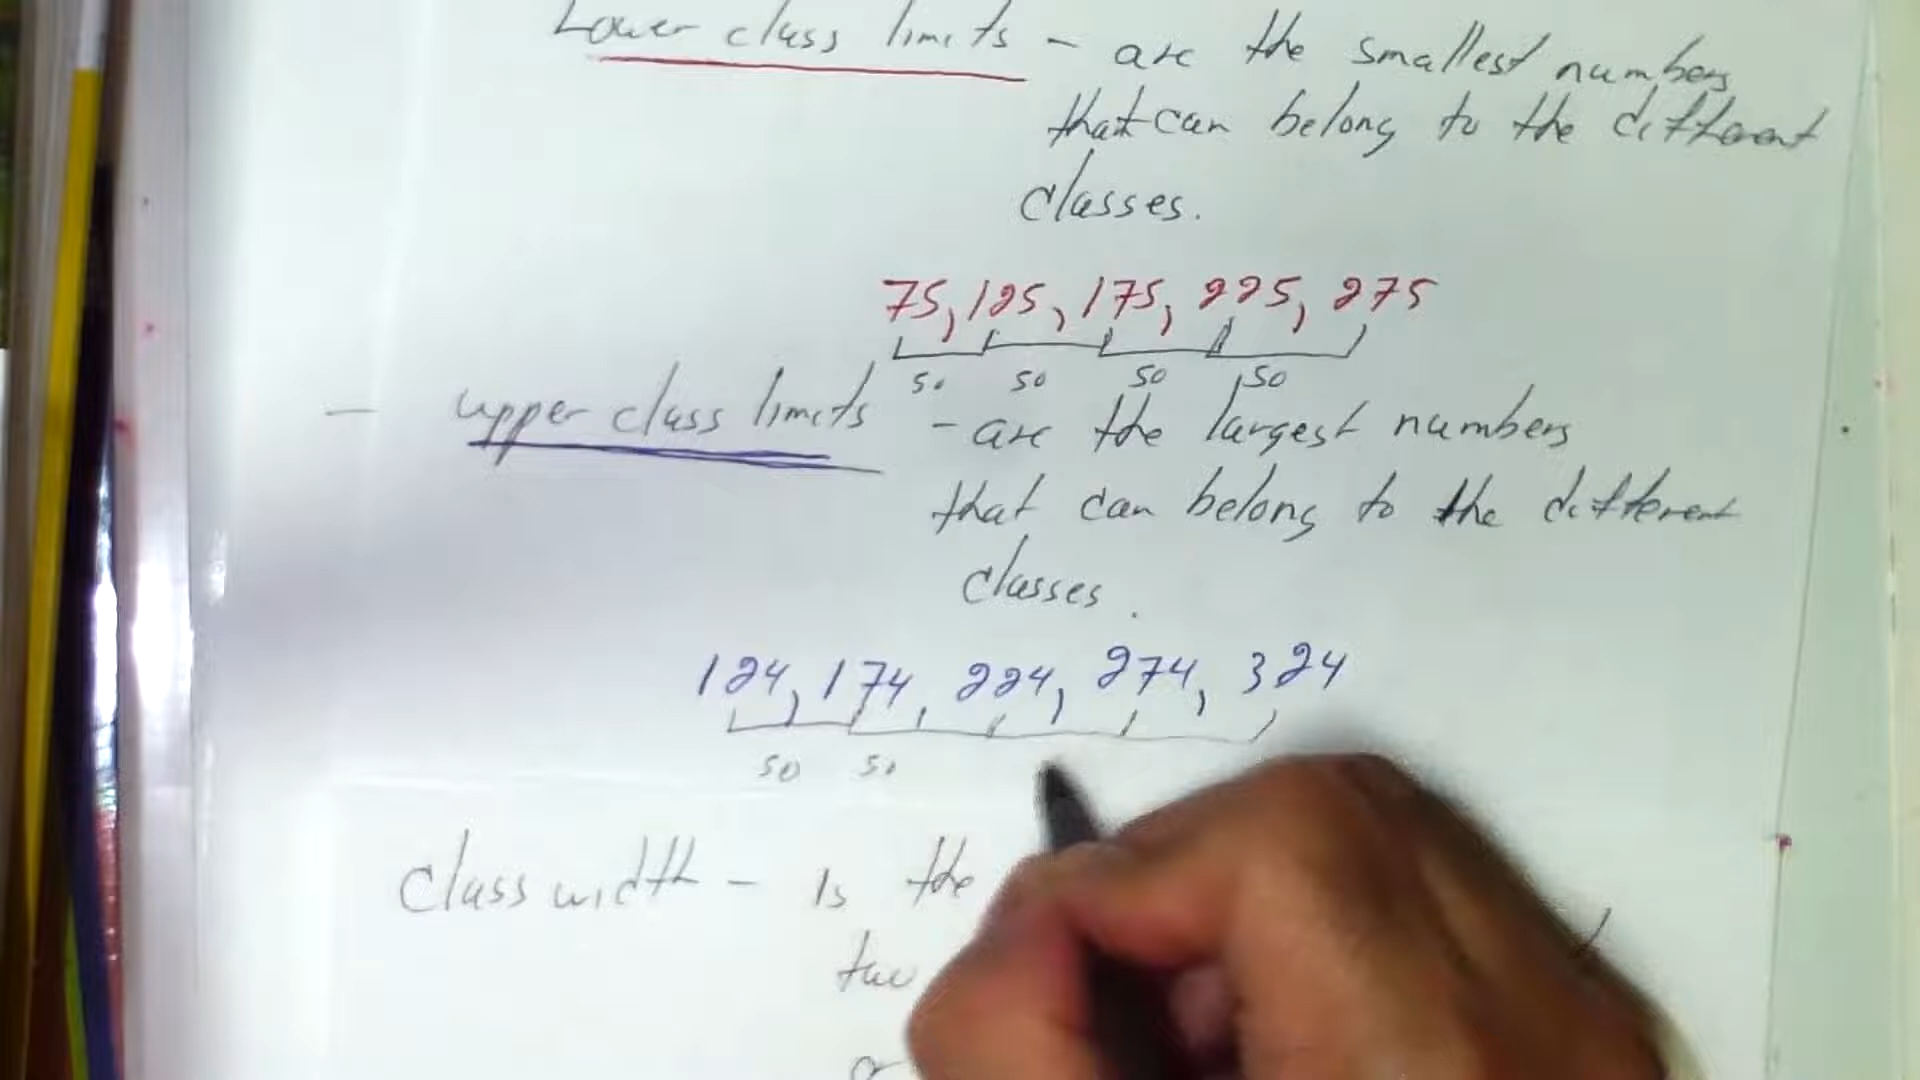 Lower class limits - are the smallest numbers
that can belong to the different
classes.
75, 125, 175, 225, 275
50 50 50 50
- upper class limits - are the largest numbers
that can belong to the different
classes.
124, 174, 224, 274, 324
50 50
Class width - Is the
two